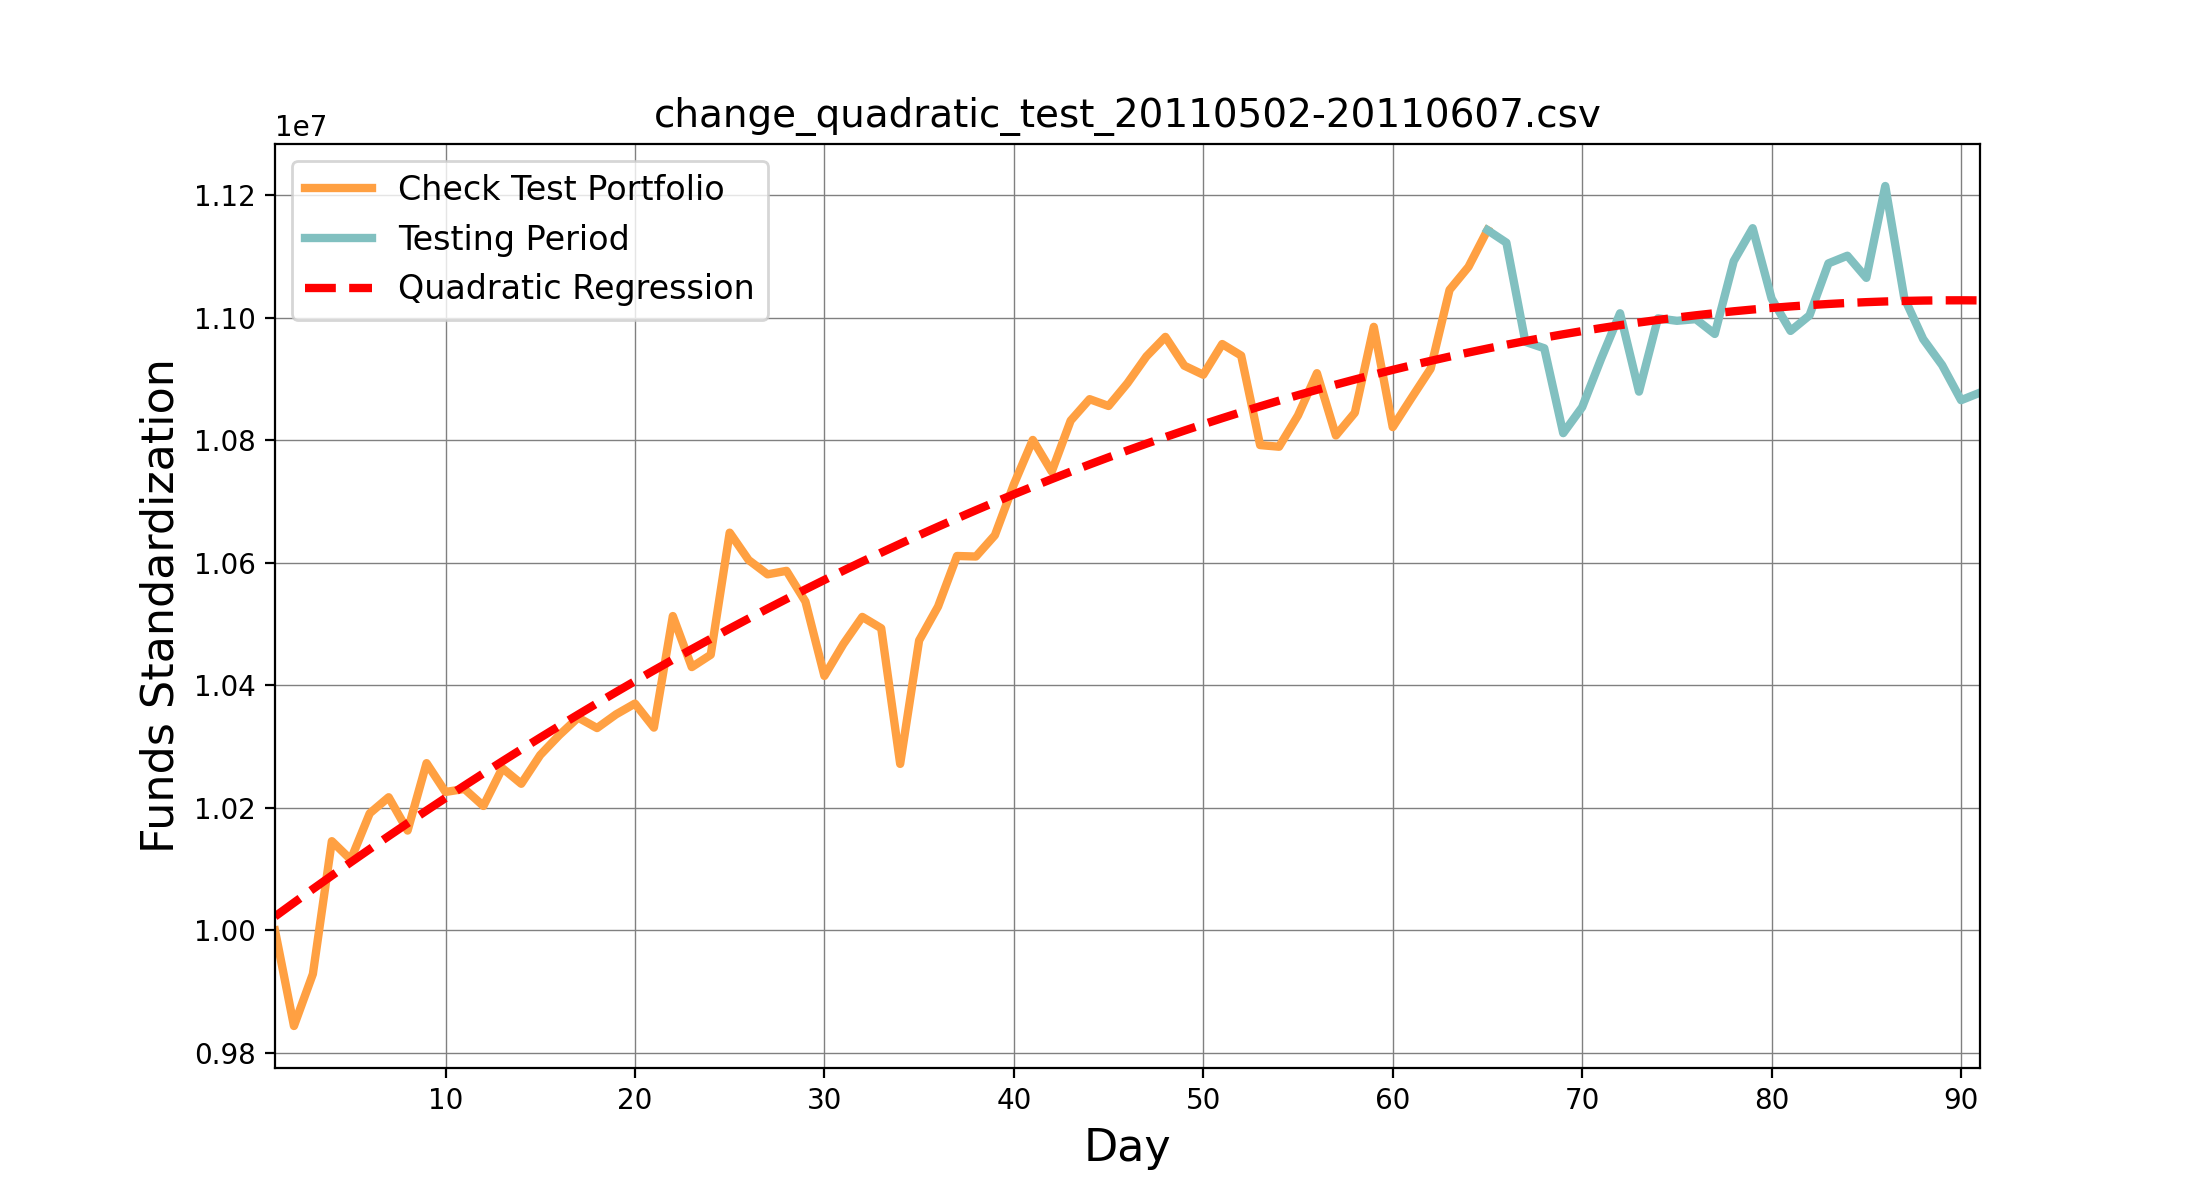 change_quadratic_test_20110502-20110607.csv
1e7
Check Test Portfolio
Testing Period
Quadratic Regression
1.12
1.10
1.08
1.06
1.04
1.02
1.00
0.98
Funds Standardization
10 20 30 40 50 60 70 80 90
Day